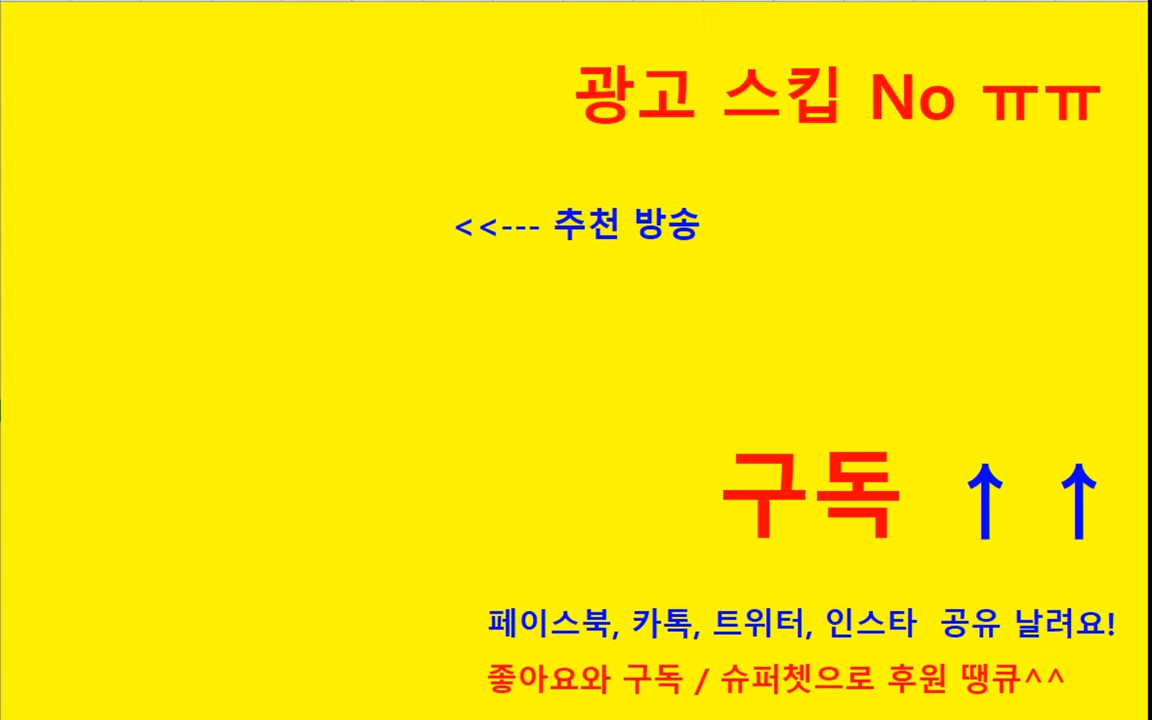 광고 스킵 No ㅠㅠ
<<--- 추천 방송
구독 ↑ ↑
페이스북, 카톡, 트위터, 인스타 공유 날려요!
좋아요와 구독 / 슈퍼쳇으로 후원 땡큐^^